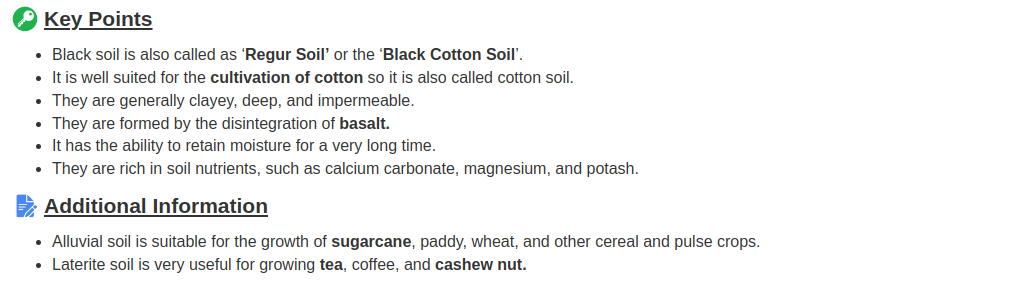 Key Points
Black soil is also called as ‘Regur Soil’ or the ‘Black Cotton Soil’.
It is well suited for the cultivation of cotton so it is also called cotton soil.
They are generally clayey, deep, and impermeable.
They are formed by the disintegration of basalt.
It has the ability to retain moisture for a very long time.
They are rich in soil nutrients, such as calcium carbonate, magnesium, and potash.
Additional Information
Alluvial soil is suitable for the growth of sugarcane, paddy, wheat, and other cereal and pulse crops.
Laterite soil is very useful for growing tea, coffee, and cashew nut.